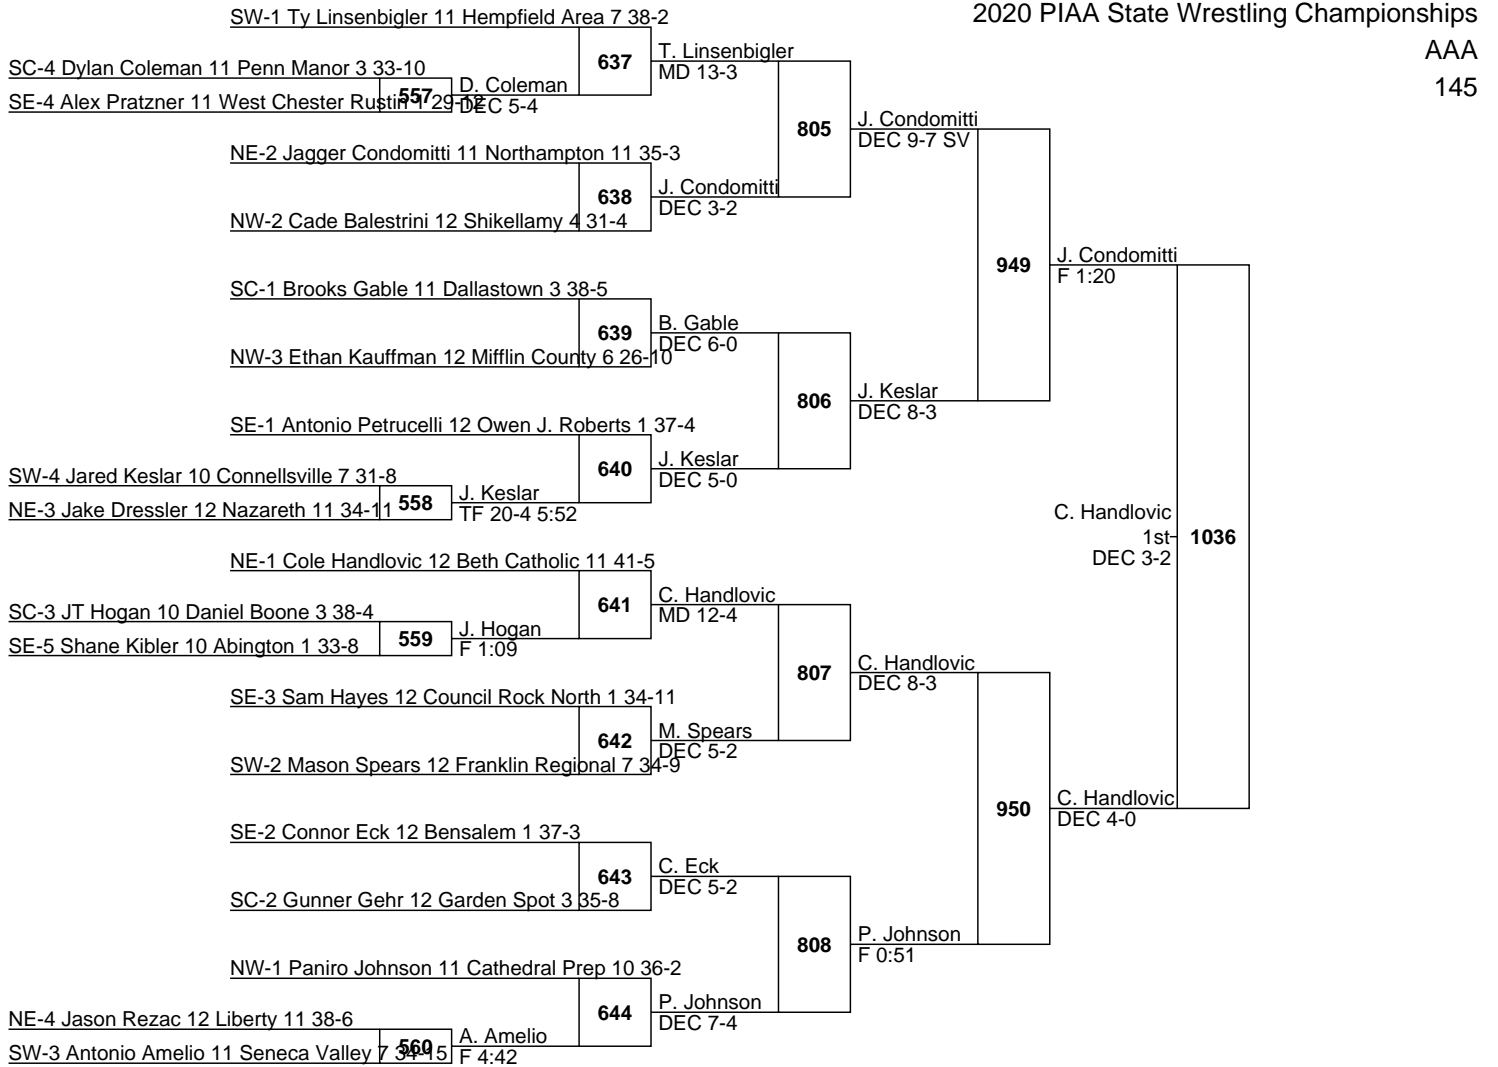 2020 PIAA State Wrestling Championships
AAA
145
SW-1 Ty Linsenbigler 11 Hempfield Area 7 38-2
637
T. Linsenbigler
MD 13-3
SC-4 Dylan Coleman 11 Penn Manor 3 33-10
557
D. Coleman
DEC 5-4
SE-4 Alex Pratzner 11 West Chester Rustin 1 29-12
805
J. Condomitti
DEC 9-7 SV
NE-2 Jagger Condomitti 11 Northampton 11 35-3
638
J. Condomitti
DEC 3-2
NW-2 Cade Balestrini 12 Shikellamy 4 31-4
949
J. Condomitti
F 1:20
SC-1 Brooks Gable 11 Dallastown 3 38-5
639
B. Gable
DEC 6-0
NW-3 Ethan Kauffman 12 Mifflin County 6 26-10
806
J. Keslar
DEC 8-3
SE-1 Antonio Petrucelli 12 Owen J. Roberts 1 37-4
640
J. Keslar
DEC 5-0
SW-4 Jared Keslar 10 Connellsville 7 31-8
558
J. Keslar
TF 20-4 5:52
NE-3 Jake Dressler 12 Nazareth 11 34-11
C. Handlovic
1st
1036
DEC 3-2
NE-1 Cole Handlovic 12 Beth Catholic 11 41-5
641
C. Handlovic
MD 12-4
SC-3 JT Hogan 10 Daniel Boone 3 38-4
559
J. Hogan
F 1:09
SE-5 Shane Kibler 10 Abington 1 33-8
807
C. Handlovic
DEC 8-3
SE-3 Sam Hayes 12 Council Rock North 1 34-11
642
M. Spears
DEC 5-2
SW-2 Mason Spears 12 Franklin Regional 7 34-9
950
C. Handlovic
DEC 4-0
SE-2 Connor Eck 12 Bensalem 1 37-3
643
C. Eck
DEC 5-2
SC-2 Gunner Gehr 12 Garden Spot 3 35-8
808
P. Johnson
F 0:51
NW-1 Paniro Johnson 11 Cathedral Prep 10 36-2
644
P. Johnson
DEC 7-4
NE-4 Jason Rezac 12 Liberty 11 38-6
560
A. Amelio
F 4:42
SW-3 Antonio Amelio 11 Seneca Valley 7 34-15